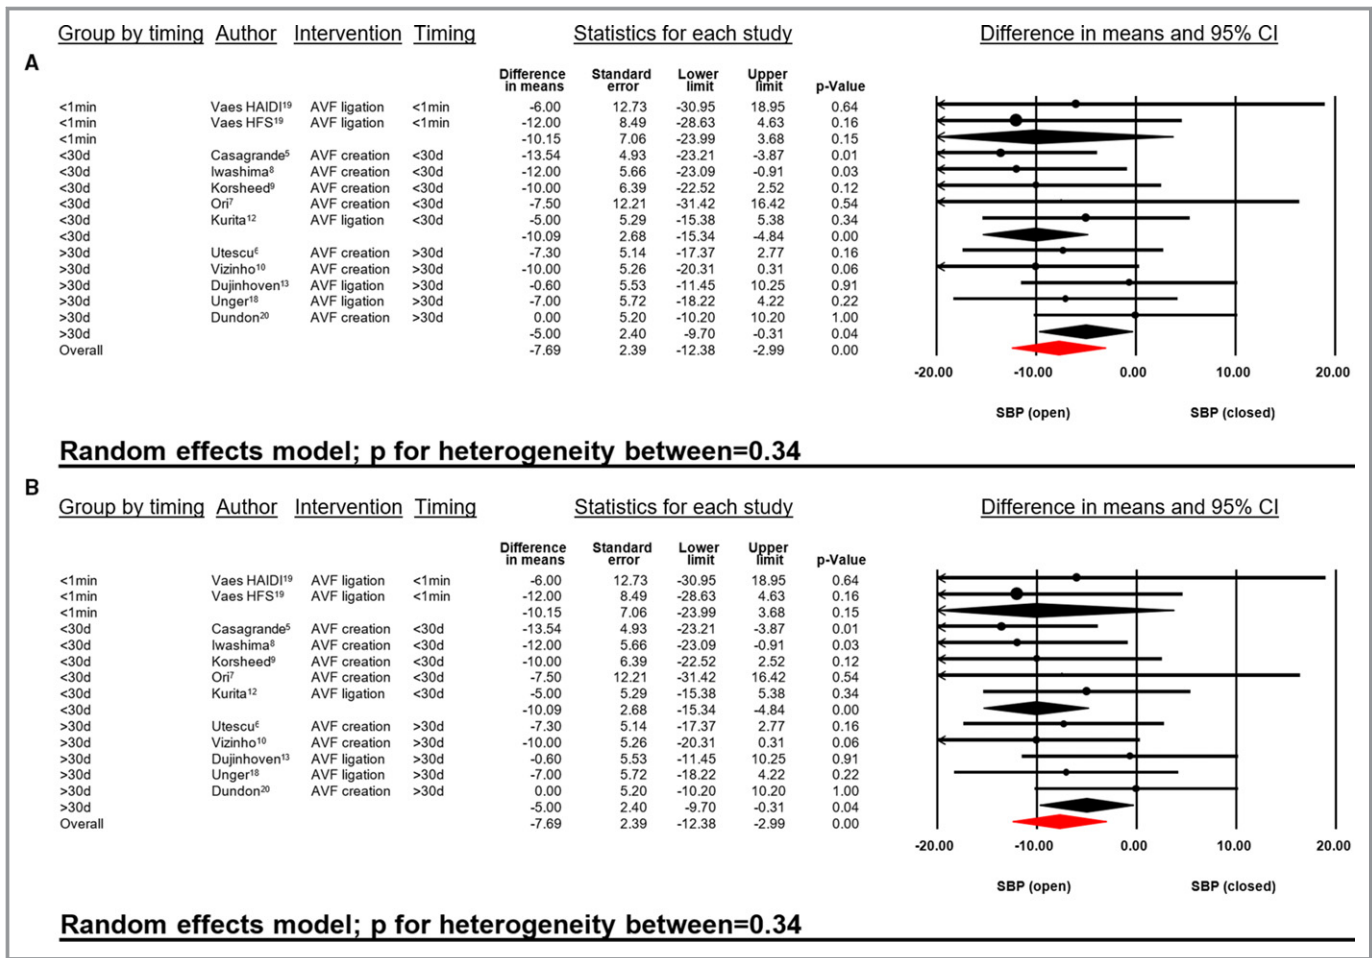 Group by timing Author Intervention Timing Statistics for each study Difference in means and 95% CI
A
Difference in means Standard error Lower limit Upper limit p-Value
<1min Vaes HAIDI¹⁹ AVF ligation <1min -6.00 12.73 -30.95 18.95 0.64
<1min Vaes HFS¹⁹ AVF ligation <1min -12.00 8.49 -28.63 4.63 0.16
<1min -10.15 7.06 -23.99 3.68 0.15
<30d Casagrande⁵ AVF creation <30d -13.54 4.93 -23.21 -3.87 0.01
<30d Iwashima⁸ AVF creation <30d -12.00 5.66 -23.09 -0.91 0.03
<30d Korsheed⁹ AVF creation <30d -10.00 6.39 -22.52 2.52 0.12
<30d Ori⁷ AVF creation <30d -7.50 12.21 -31.42 16.42 0.54
<30d Kurita¹² AVF ligation <30d -5.00 5.29 -15.38 5.38 0.34
<30d -10.09 2.68 -15.34 -4.84 0.00
>30d Utescu⁶ AVF creation >30d -7.30 5.14 -17.37 2.77 0.16
>30d Vizinho¹⁰ AVF creation >30d -10.00 5.26 -20.31 0.31 0.06
>30d Dujinhoven¹³ AVF ligation >30d -0.60 5.53 -11.45 10.25 0.91
>30d Unger¹⁸ AVF ligation >30d -7.00 5.72 -18.22 4.22 0.22
>30d Dundon²⁰ AVF creation >30d 0.00 5.20 -10.20 10.20 1.00
>30d -5.00 2.40 -9.70 -0.31 0.04
Overall -7.69 2.39 -12.38 -2.99 0.00
-20.00 -10.00 0.00 10.00 20.00
SBP (open) SBP (closed)
Random effects model; p for heterogeneity between=0.34
B
Group by timing Author Intervention Timing Statistics for each study Difference in means and 95% CI
Difference in means Standard error Lower limit Upper limit p-Value
<1min Vaes HAIDI¹⁹ AVF ligation <1min -6.00 12.73 -30.95 18.95 0.64
<1min Vaes HFS¹⁹ AVF ligation <1min -12.00 8.49 -28.63 4.63 0.16
<1min -10.15 7.06 -23.99 3.68 0.15
<30d Casagrande⁵ AVF creation <30d -13.54 4.93 -23.21 -3.87 0.01
<30d Iwashima⁸ AVF creation <30d -12.00 5.66 -23.09 -0.91 0.03
<30d Korsheed⁹ AVF creation <30d -10.00 6.39 -22.52 2.52 0.12
<30d Ori⁷ AVF creation <30d -7.50 12.21 -31.42 16.42 0.54
<30d Kurita¹² AVF ligation <30d -5.00 5.29 -15.38 5.38 0.34
<30d -10.09 2.68 -15.34 -4.84 0.00
>30d Utescu⁶ AVF creation >30d -7.30 5.14 -17.37 2.77 0.16
>30d Vizinho¹⁰ AVF creation >30d -10.00 5.26 -20.31 0.31 0.06
>30d Dujinhoven¹³ AVF ligation >30d -0.60 5.53 -11.45 10.25 0.91
>30d Unger¹⁸ AVF ligation >30d -7.00 5.72 -18.22 4.22 0.22
>30d Dundon²⁰ AVF creation >30d 0.00 5.20 -10.20 10.20 1.00
>30d -5.00 2.40 -9.70 -0.31 0.04
Overall -7.69 2.39 -12.38 -2.99 0.00
-20.00 -10.00 0.00 10.00 20.00
SBP (open) SBP (closed)
Random effects model; p for heterogeneity between=0.34